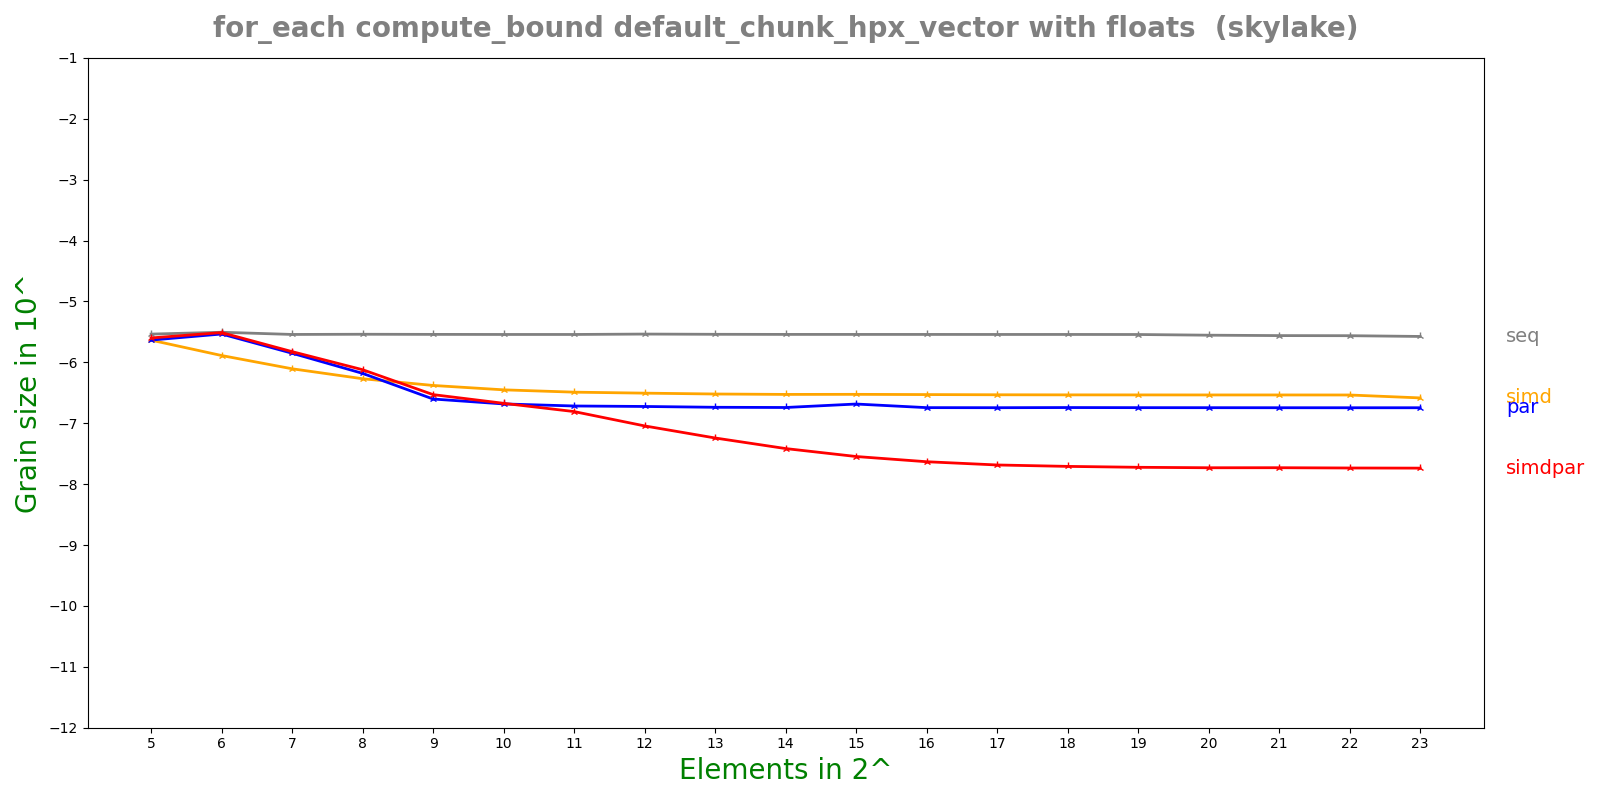 for_each compute_bound default_chunk_hpx_vector with floats  (skylake)
Grain size in 10^
−1
−2
−3
−4
−5
−6
−7
−8
−9
−10
−11
−12
seq
simd
par
simdpar
5 6 7 8 9 10 11 12 13 14 15 16 17 18 19 20 21 22 23
Elements in 2^